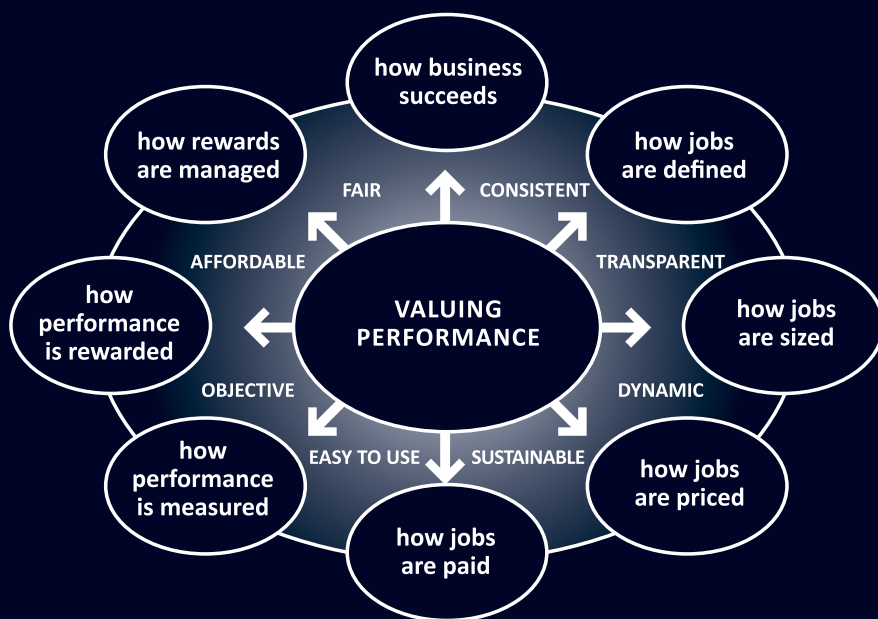 how business
succeeds
how jobs
are defined
how jobs
are sized
how jobs
are priced
how jobs
are paid
how
performance
is measured
how
performance
is rewarded
how rewards
are managed
FAIR
CONSISTENT
TRANSPARENT
DYNAMIC
SUSTAINABLE
EASY TO USE
OBJECTIVE
AFFORDABLE
VALUING
PERFORMANCE